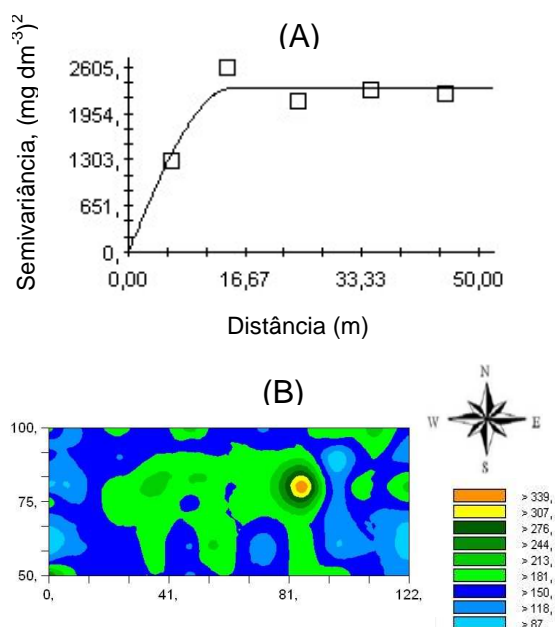 (A)
Semivariância, (mg dm⁻³)²
2605,
1954,
1303,
651,
0,
0,00 16,67 33,33 50,00
Distância (m)
(B)
100,
75,
50,
0, 41, 81, 122,
N
W E
S
> 339,
> 307,
> 276,
> 244,
> 213,
> 181,
> 150,
> 118,
> 87,